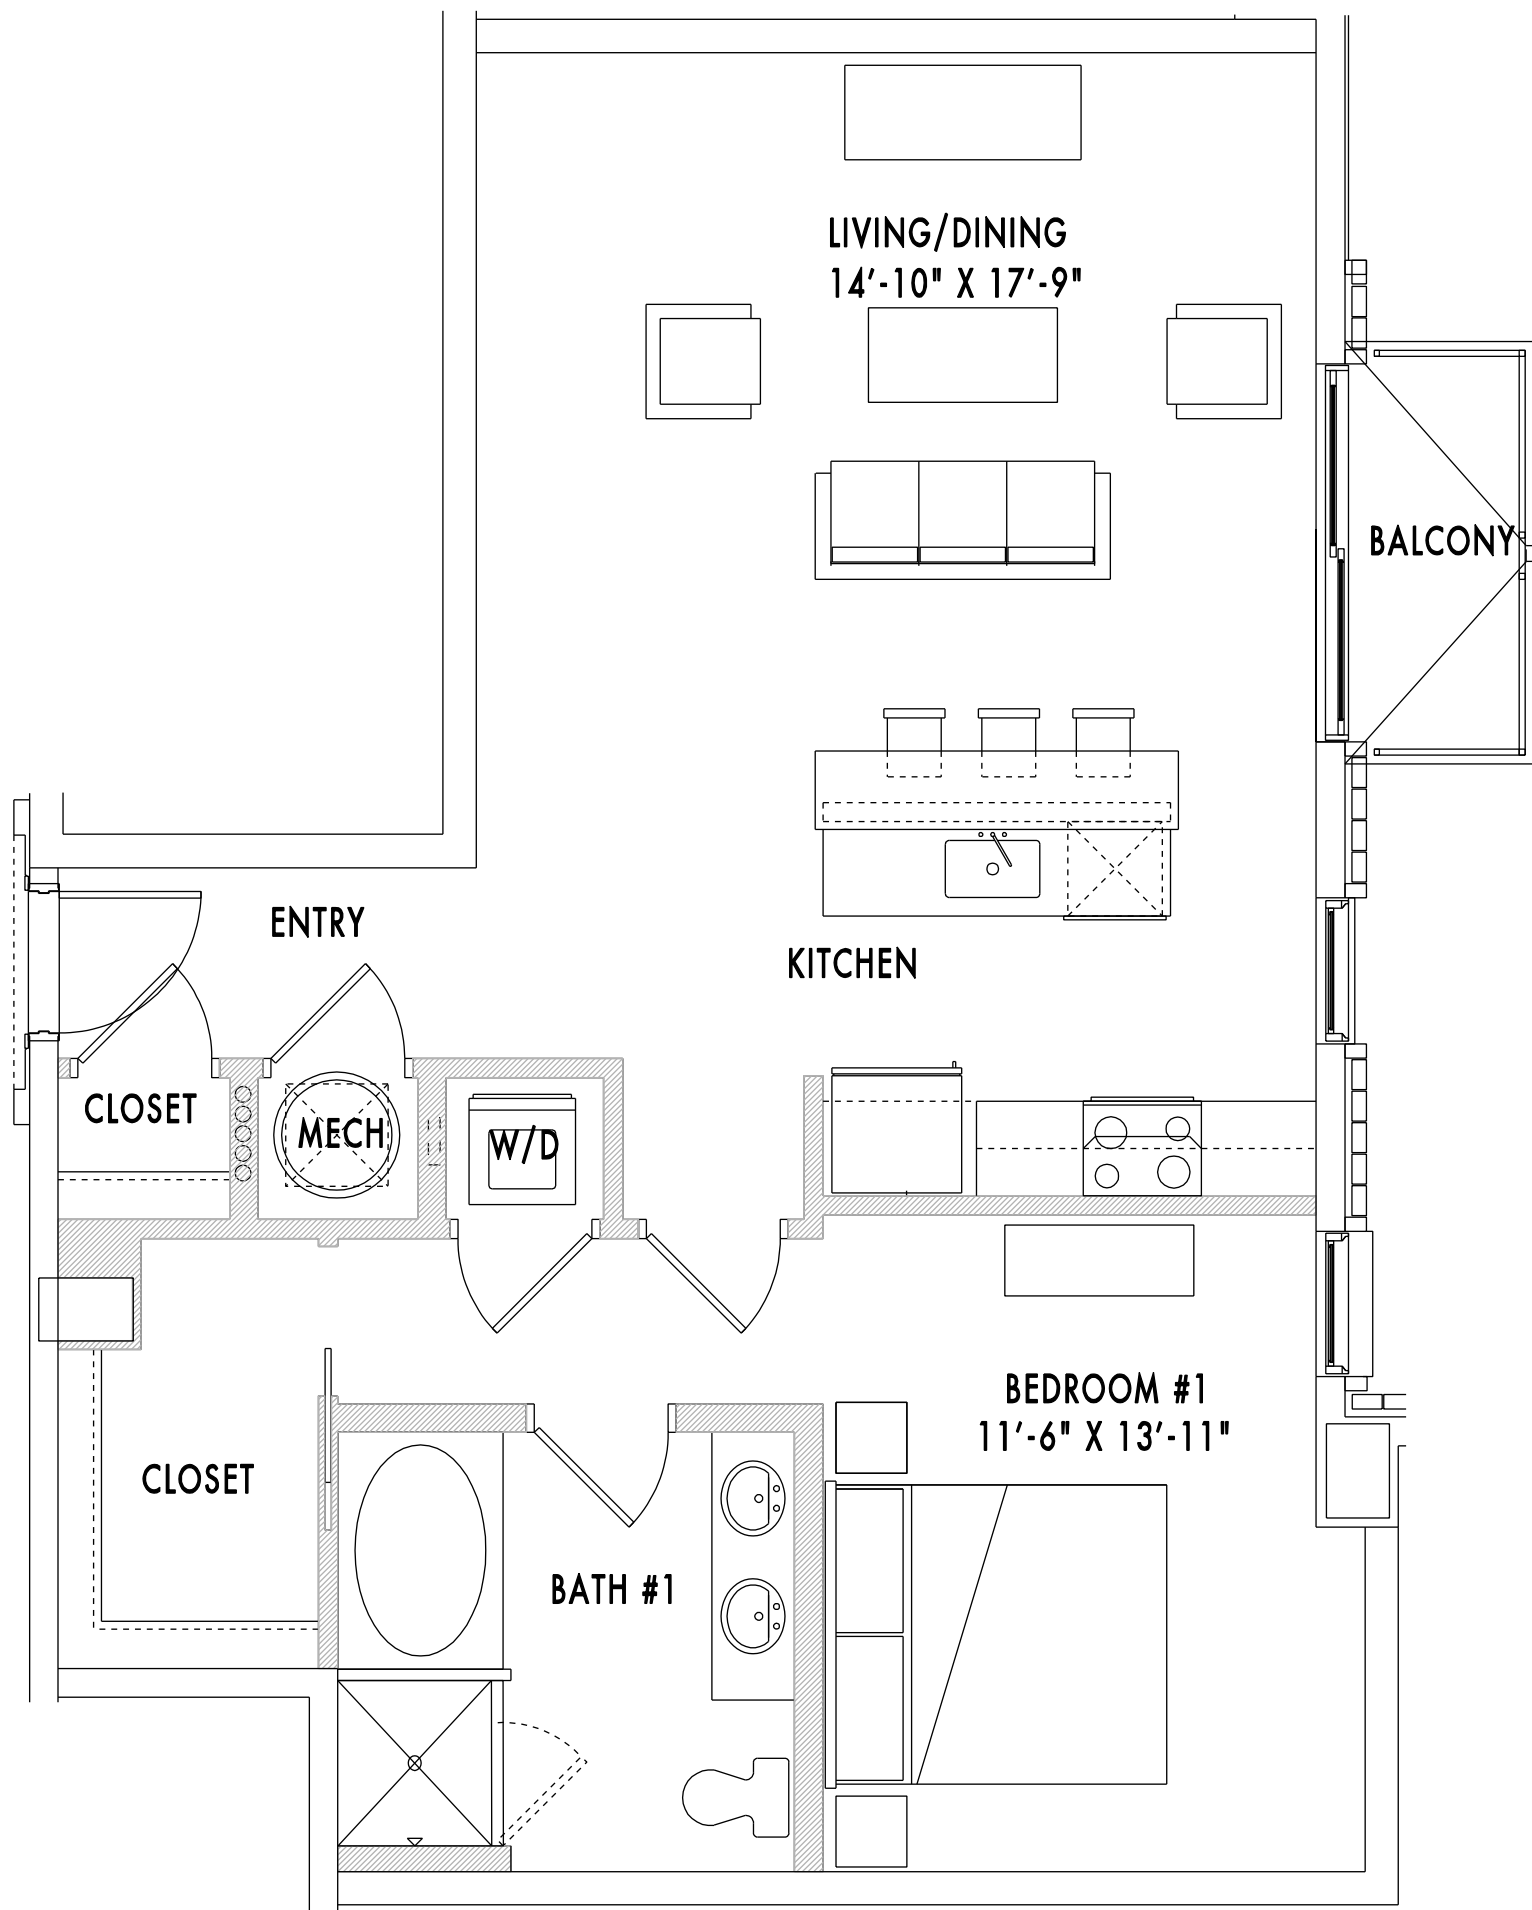 LIVING/DINING
14'-10" X 17'-9"
BALCONY
ENTRY
KITCHEN
CLOSET
MECH
W/D
BEDROOM #1
11'-6" X 13'-11"
CLOSET
BATH #1